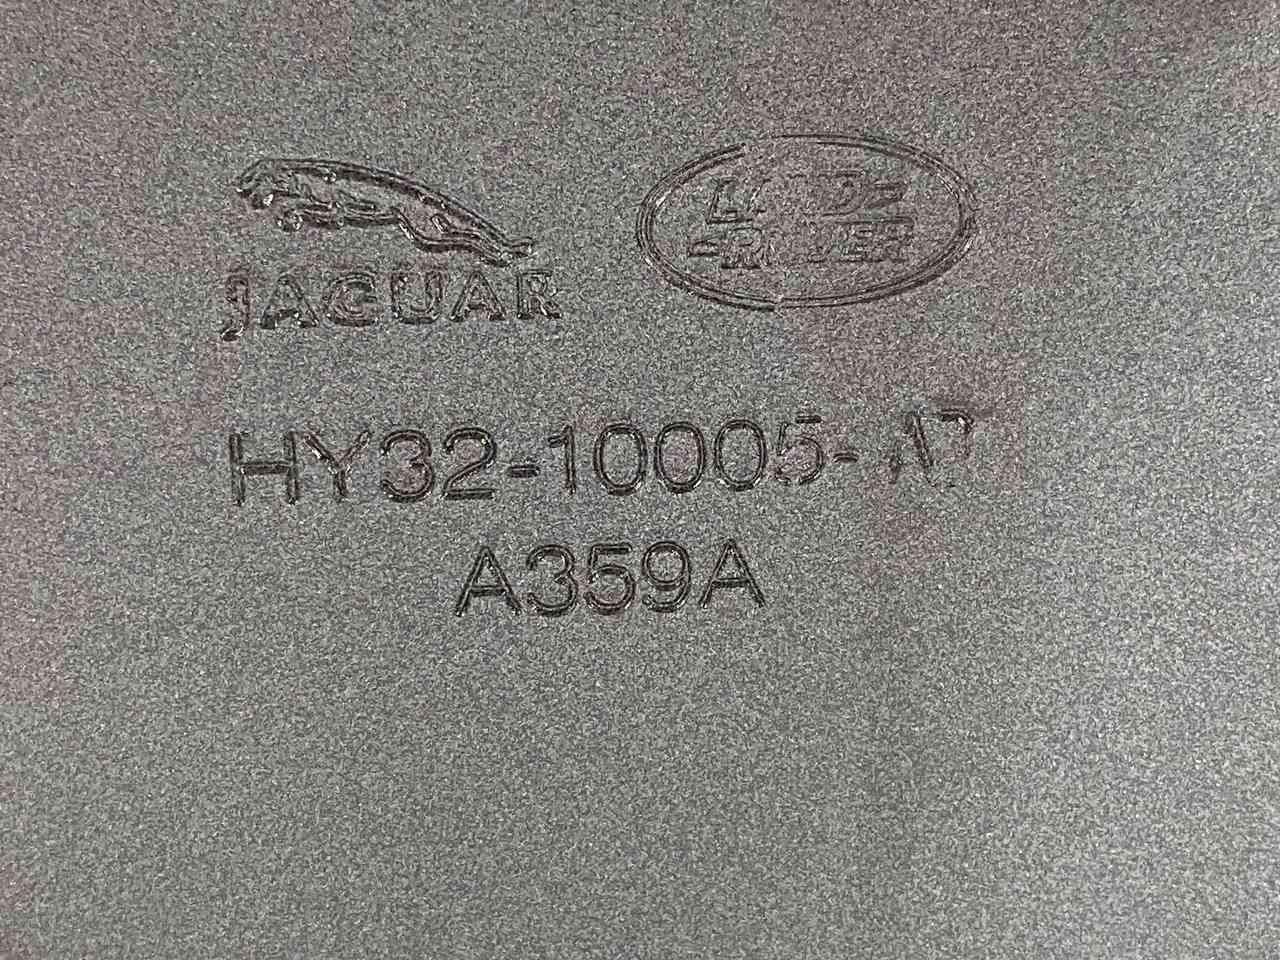 JAGUAR
LAND-
-ROVER
HY32-10005-
A359A